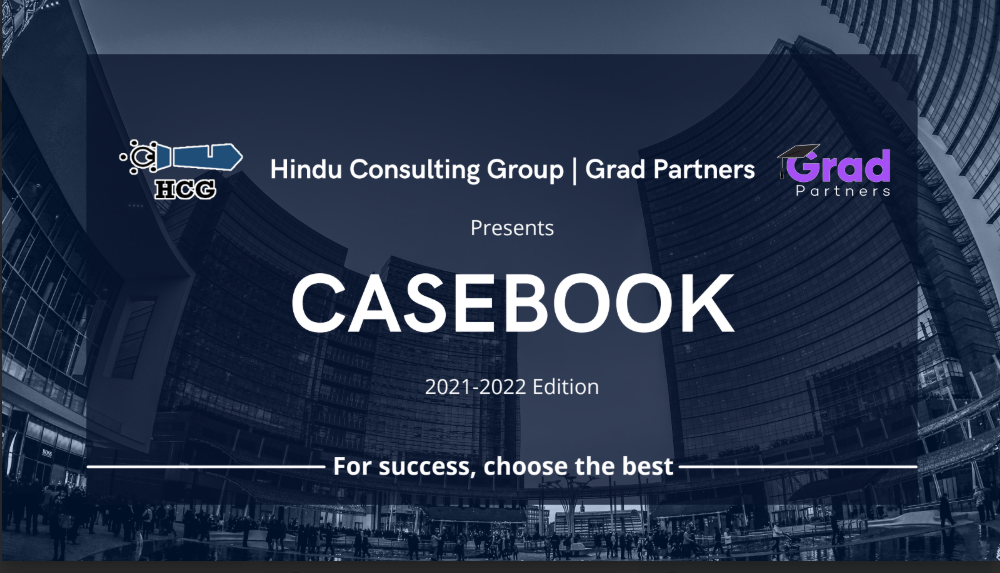 HCG
Hindu Consulting Group | Grad Partners
Grad
Partners
Presents
CASEBOOK
2021-2022 Edition
For success, choose the best